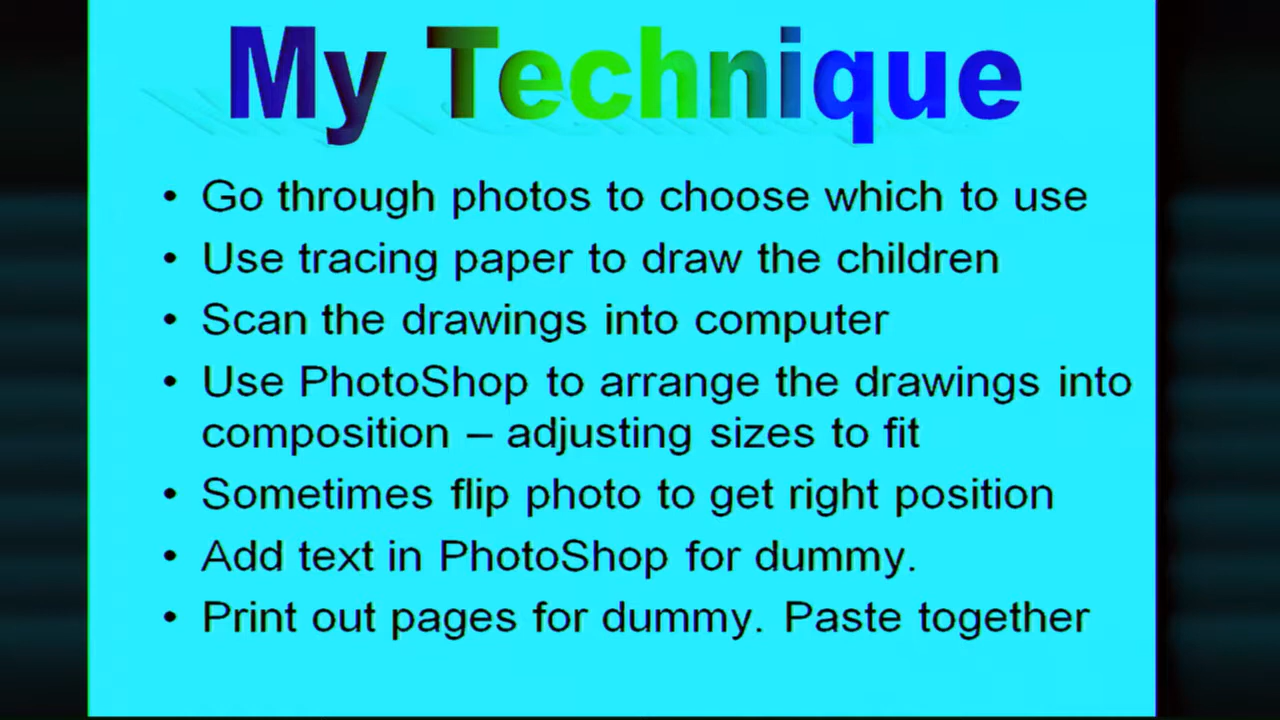 My Technique
• Go through photos to choose which to use
• Use tracing paper to draw the children
• Scan the drawings into computer
• Use PhotoShop to arrange the drawings into
composition – adjusting sizes to fit
• Sometimes flip photo to get right position
• Add text in PhotoShop for dummy.
• Print out pages for dummy. Paste together